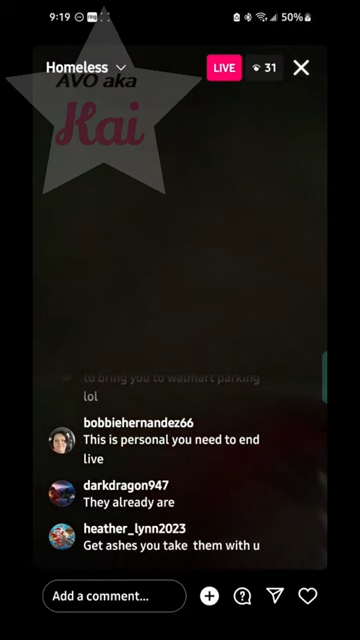 9:19
ring
50%
Homeless
LIVE
31
AVO aka
Kai
to bring you to walmart parking
lol
bobbiehernandez66
This is personal you need to end
live
darkdragon947
They already are
heather_lynn2023
Get ashes you take them with u
Add a comment...